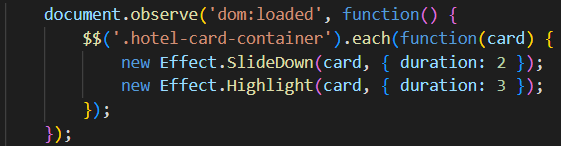 document.observe('dom:loaded', function() {
    $$('.hotel-card-container').each(function(card) {
        new Effect.SlideDown(card, { duration: 2 });
        new Effect.Highlight(card, { duration: 3 });
    });
});